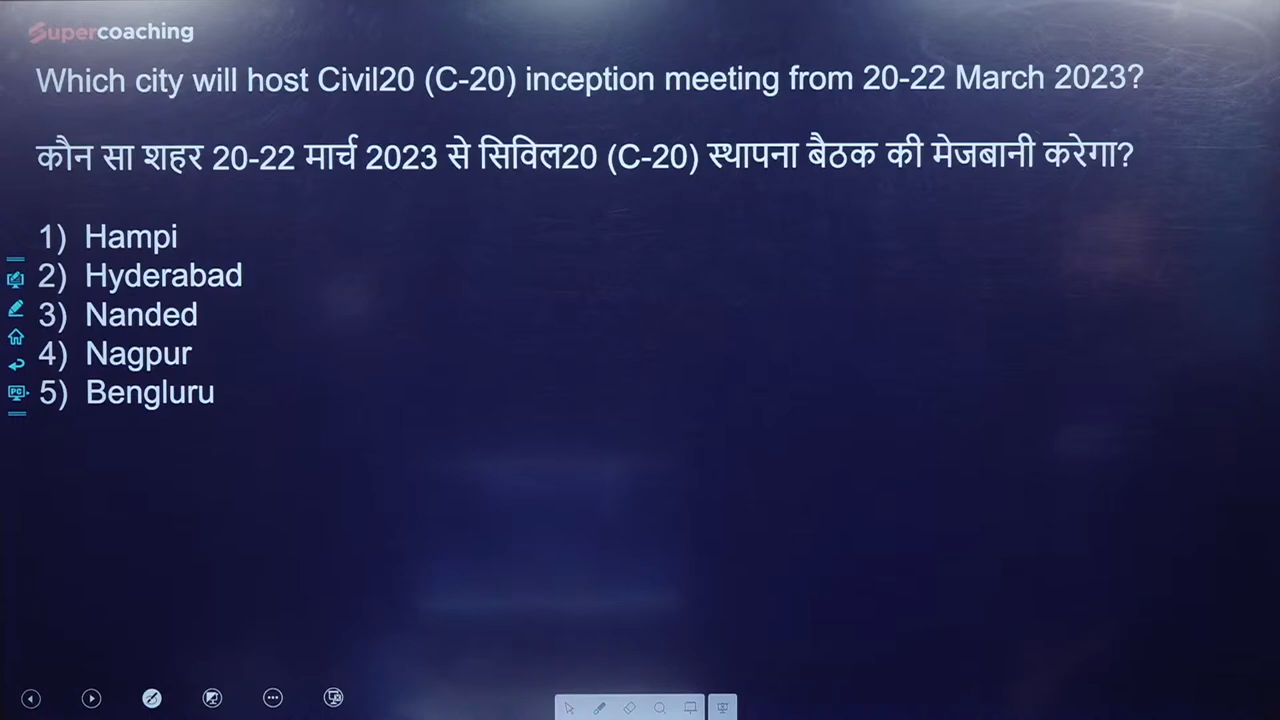 Supercoaching
Which city will host Civil20 (C-20) inception meeting from 20-22 March 2023?
कौन सा शहर 20-22 मार्च 2023 से सिविल20 (C-20) स्थापना बैठक की मेजबानी करेगा?
1) Hampi
2) Hyderabad
3) Nanded
4) Nagpur
5) Bengluru
PC